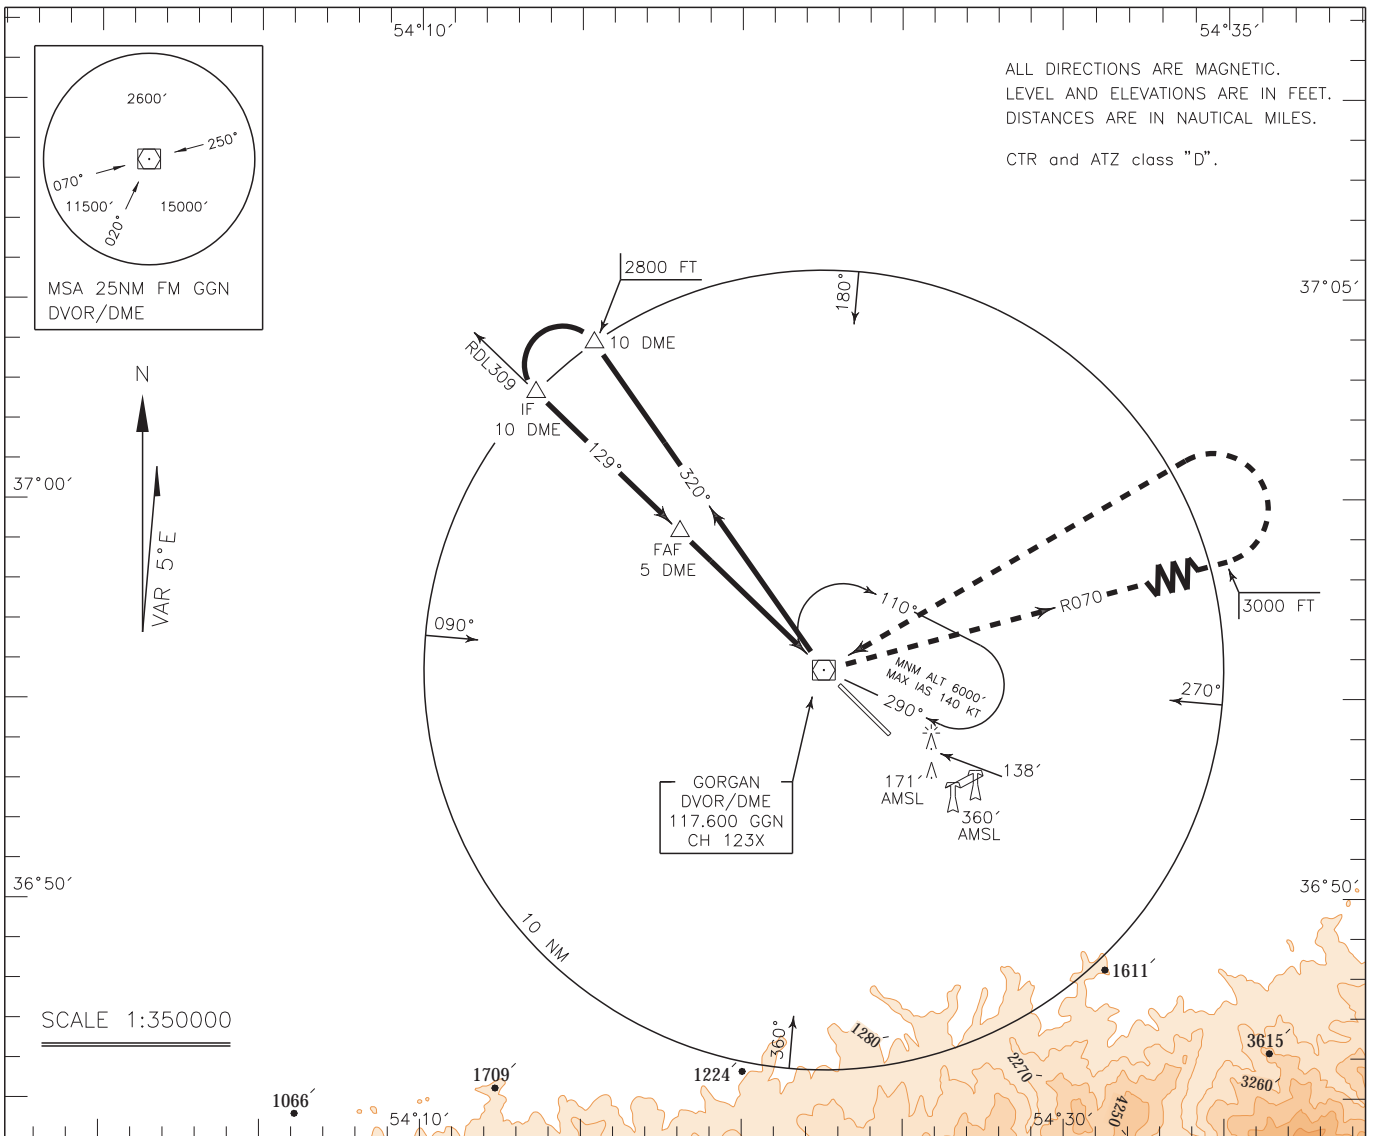 54°10′
54°35′
2600′
250°
070°
11500′
15000′
020°
MSA 25NM FM GGN
DVOR/DME
ALL DIRECTIONS ARE MAGNETIC.
LEVEL AND ELEVATIONS ARE IN FEET.
DISTANCES ARE IN NAUTICAL MILES.
CTR and ATZ class "D".
2800 FT
180°
37°05′
10 DME
RDL309
N
IF
10 DME
129°
320°
37°00′
VAR 5°E
FAF
5 DME
110°
R070
3000 FT
090°
MNM ALT 6000′
MAX IAS 140 KT
290°
270°
GORGAN
DVOR/DME
117.600 GGN
CH 123X
171′
AMSL
138′
360′
AMSL
36°50′
36°50′
10 NM
1611′
SCALE 1:350000
360°
1280′
2270
3615′
3260′
4250
1224′
1709′
1066′
54°10′
54°30′